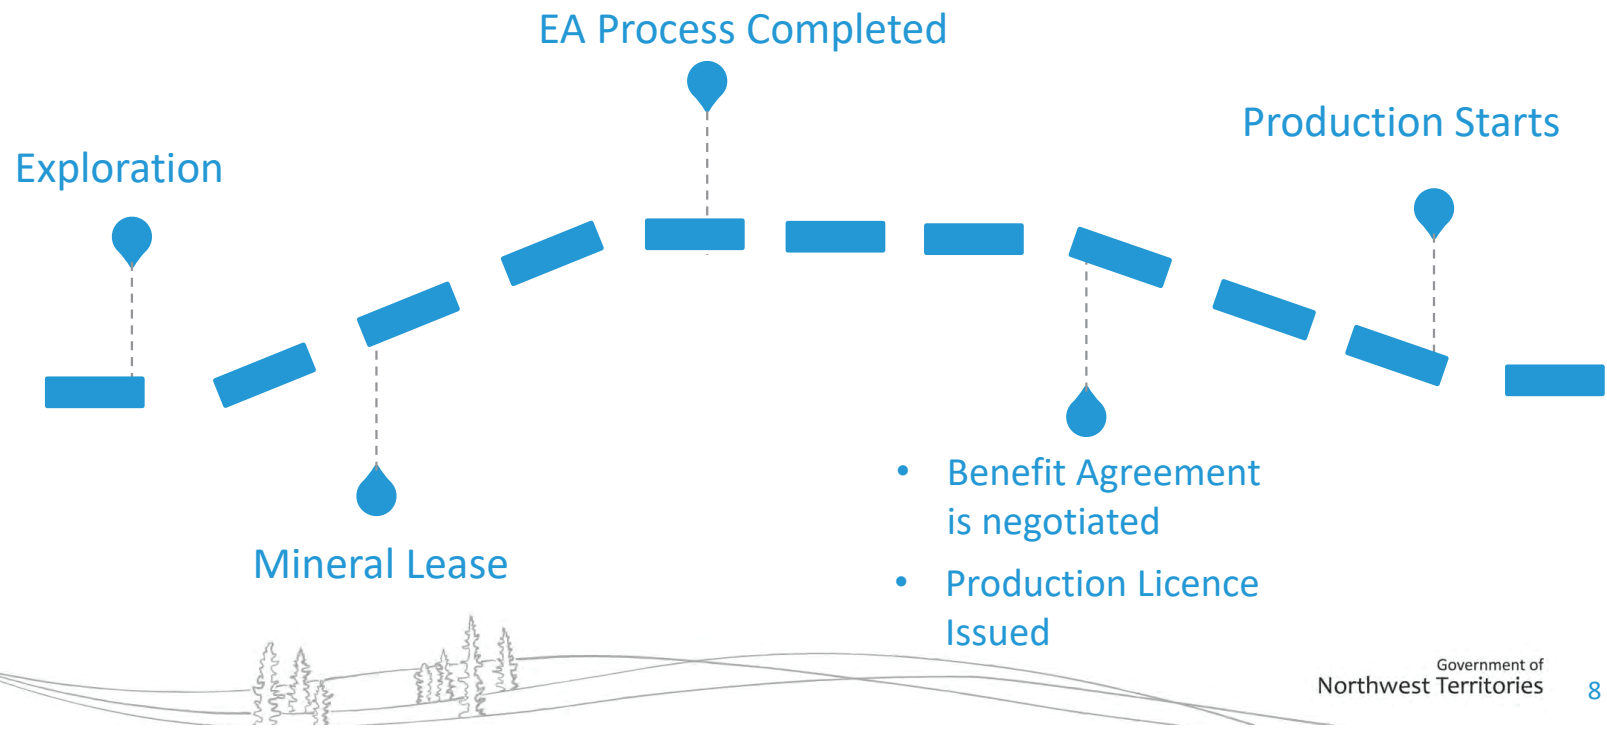 EA Process Completed
Production Starts
Exploration
• Benefit Agreement
is negotiated
Mineral Lease
• Production Licence
Issued
Government of
Northwest Territories
8